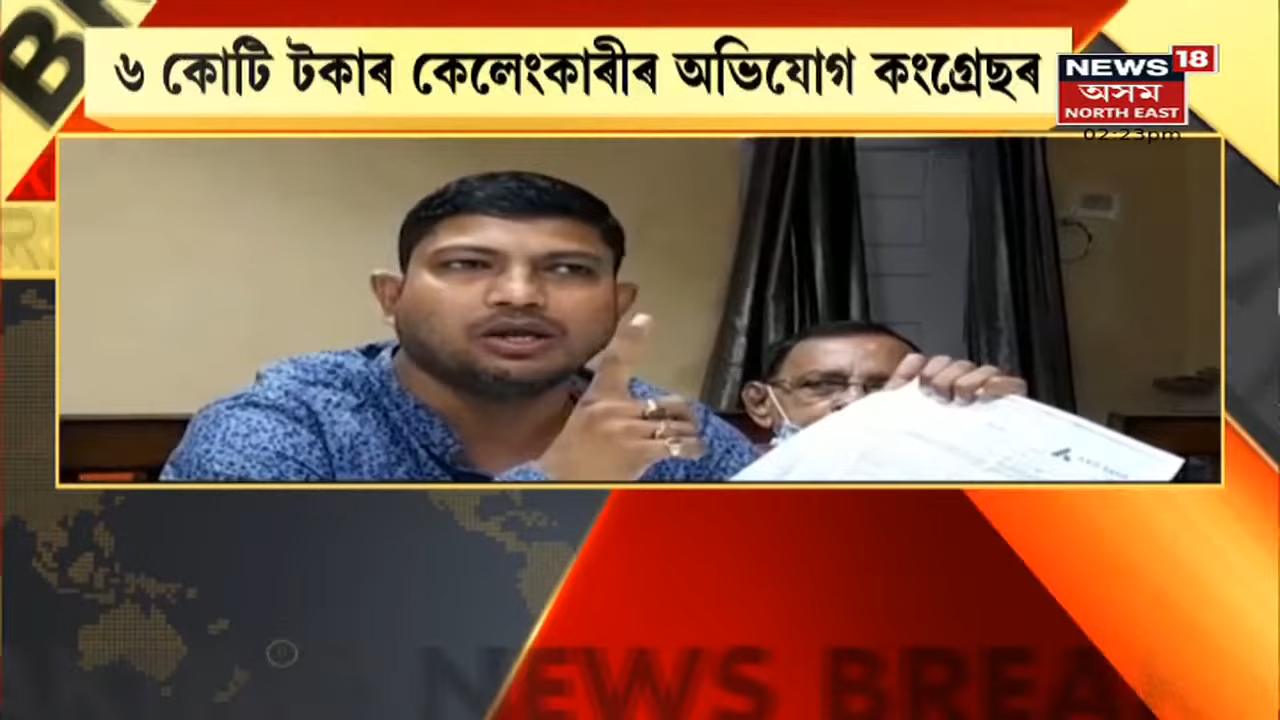 ৬ কোটি টকাৰ কেলেংকাৰীৰ অভিযোগ কংগ্ৰেছৰ
NEWS 18
অসম
NORTH EAST
02:23pm
NEWS BREA